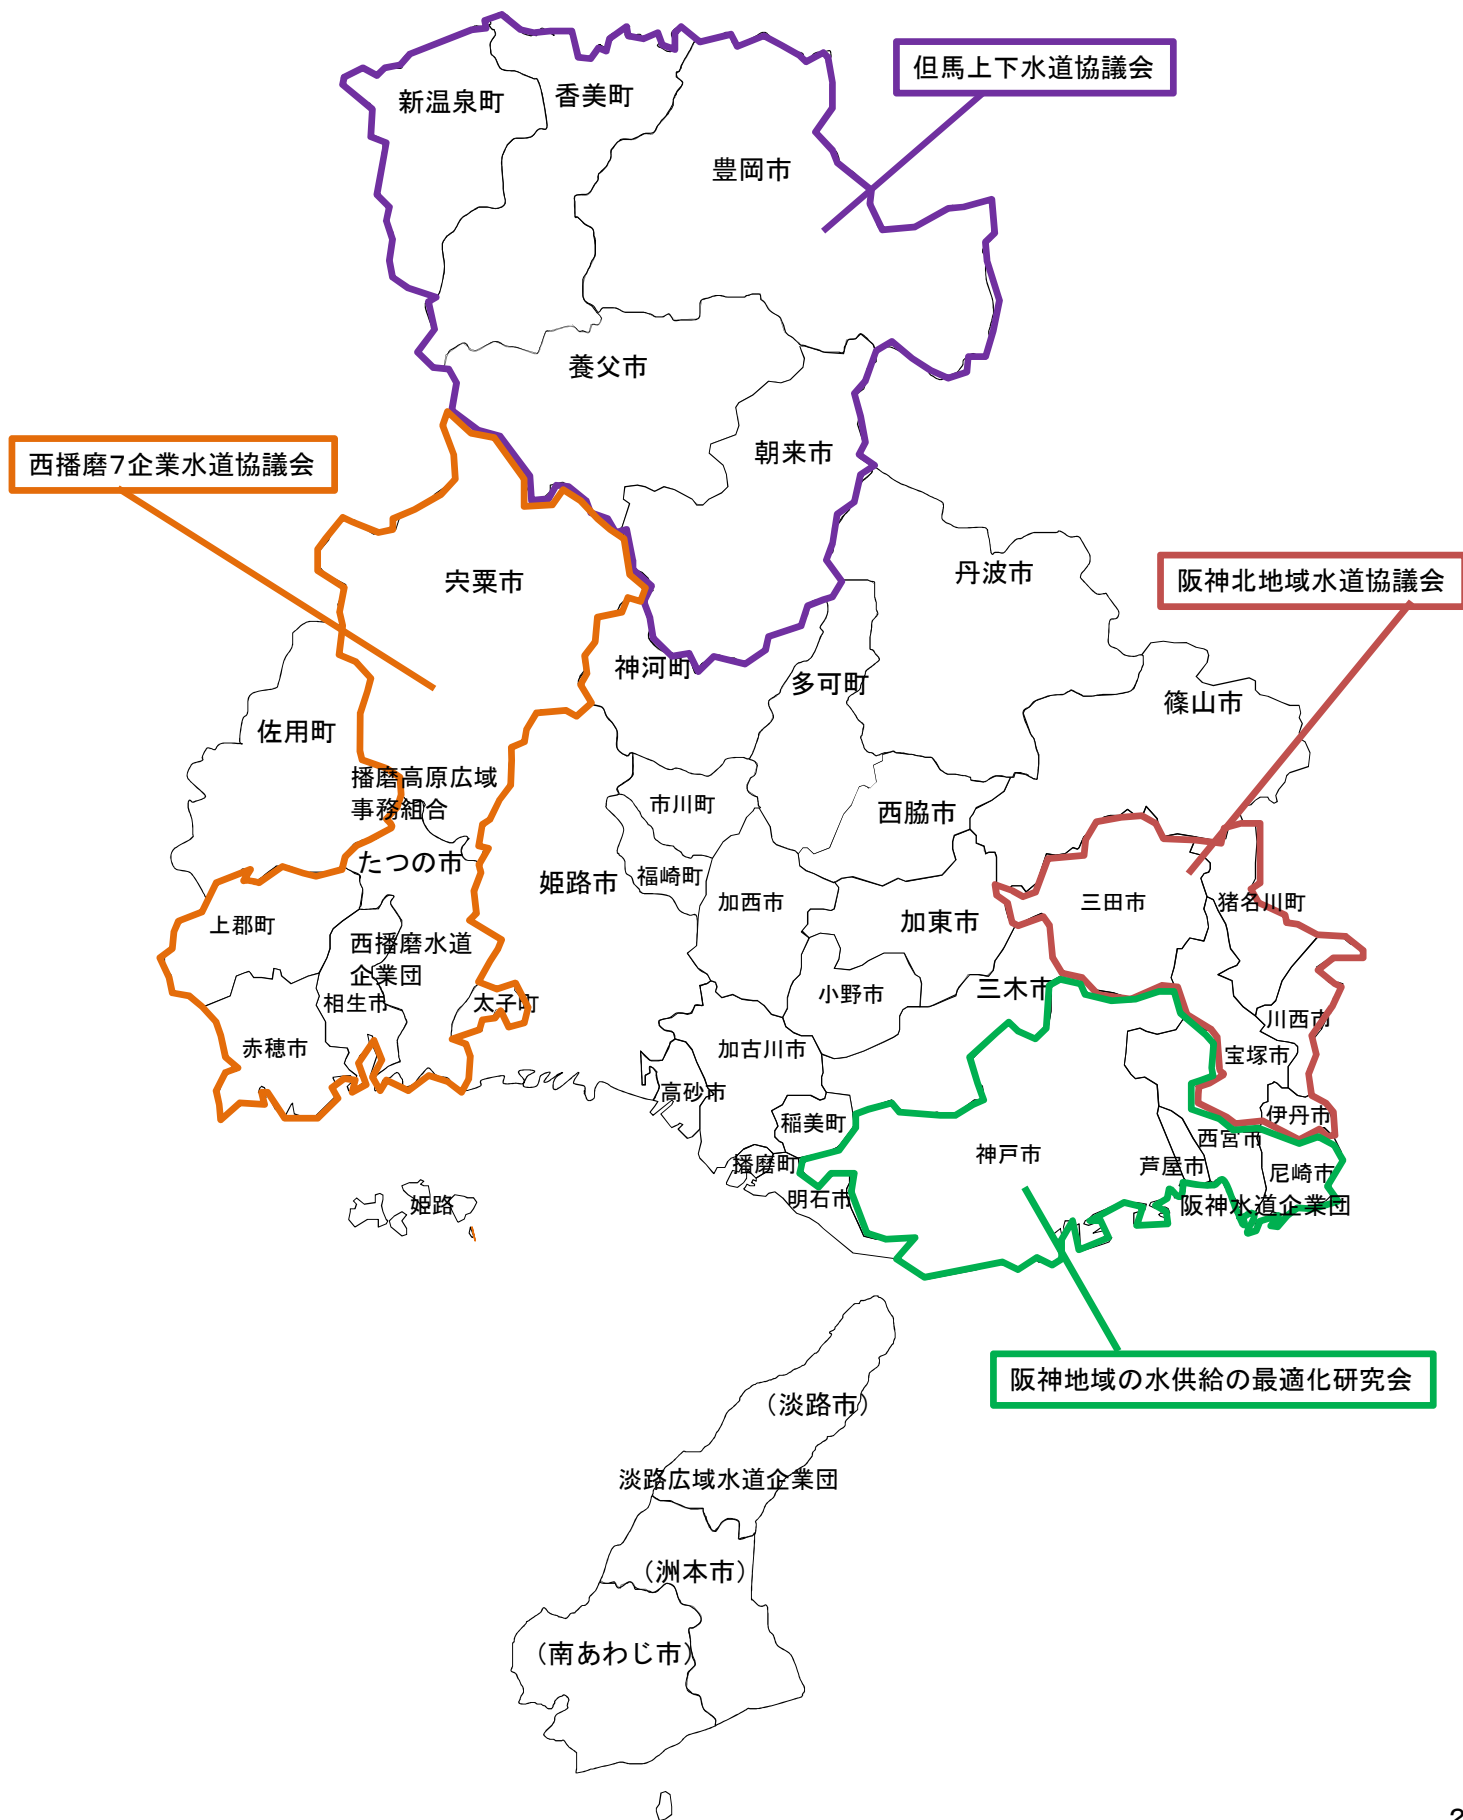 但馬上下水道協議会
新温泉町
香美町
豊岡市
養父市
朝来市
西播磨7企業水道協議会
宍粟市
丹波市
阪神北地域水道協議会
神河町
多可町
篠山市
佐用町
播磨高原広域
事務組合
市川町
西脇市
たつの市
福崎町
姫路市
加西市
加東市
三田市
猪名川町
上郡町
西播磨水道
企業団
相生市
太子町
小野市
三木市
川西市
赤穂市
加古川市
宝塚市
高砂市
稲美町
伊丹市
西宮市
播磨町
神戸市
芦屋市
尼崎市
明石市
姫路
阪神水道企業団
阪神地域の水供給の最適化研究会
(淡路市)
淡路広域水道企業団
(洲本市)
(南あわじ市)
2